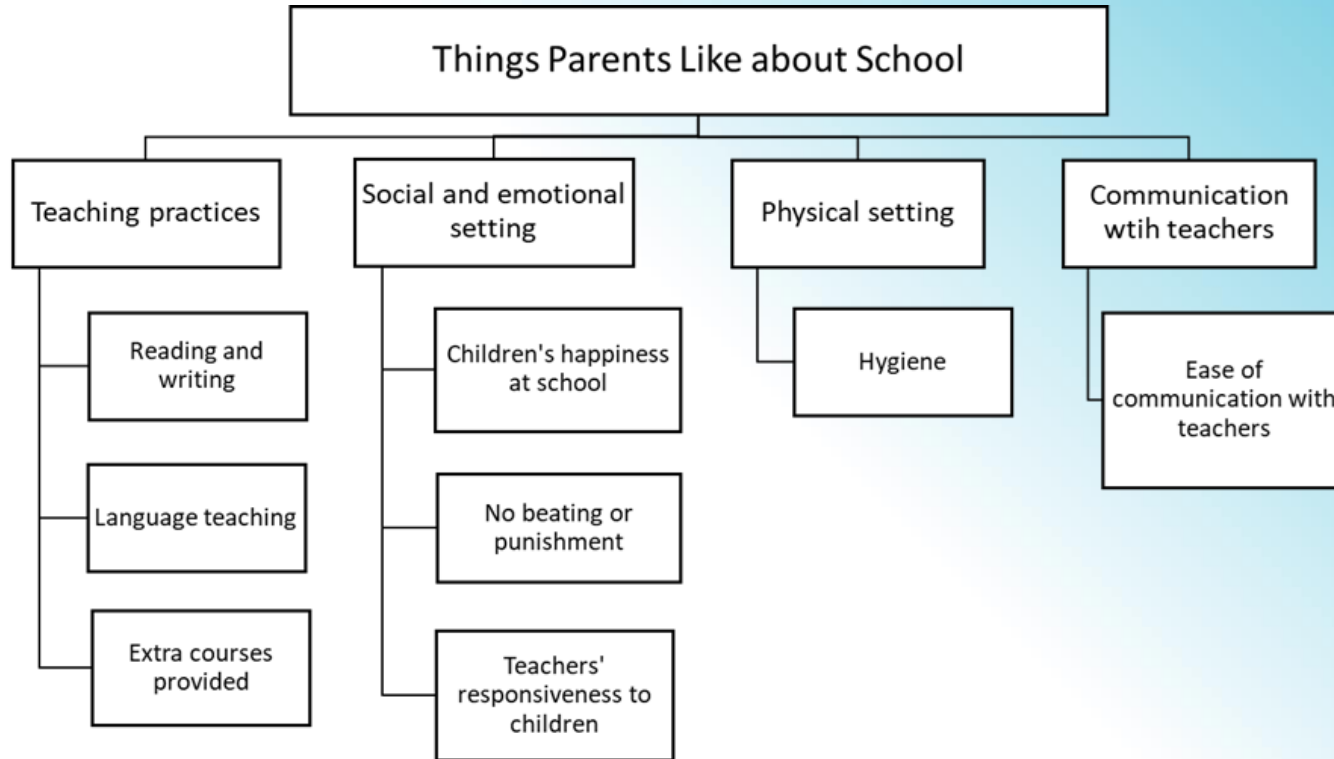 Things Parents Like about School
Teaching practices
Social and emotional
setting
Physical setting
Communication
wtih teachers
Reading and
writing
Language teaching
Extra courses
provided
Children's happiness
at school
No beating or
punishment
Teachers'
responsiveness to
children
Hygiene
Ease of
communication with
teachers